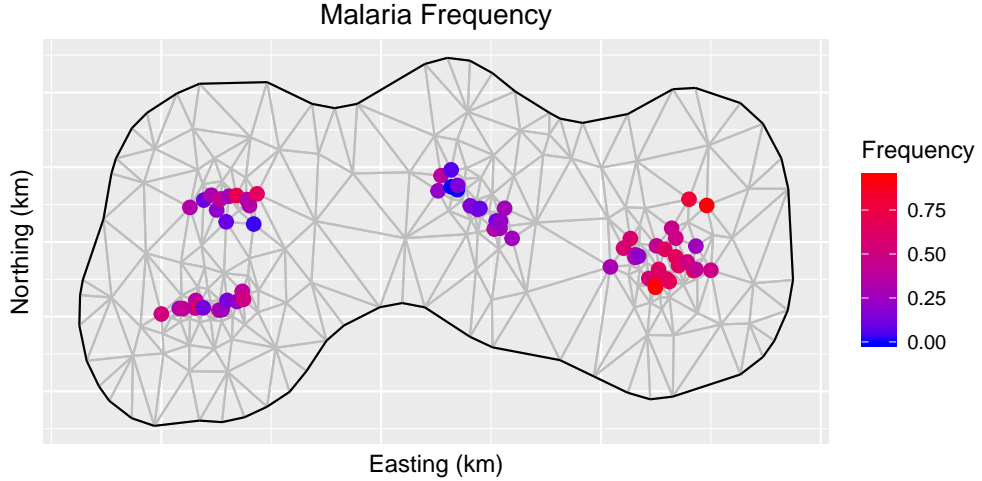 Malaria Frequency
Northing (km)
Easting (km)
Frequency
0.75
0.50
0.25
0.00